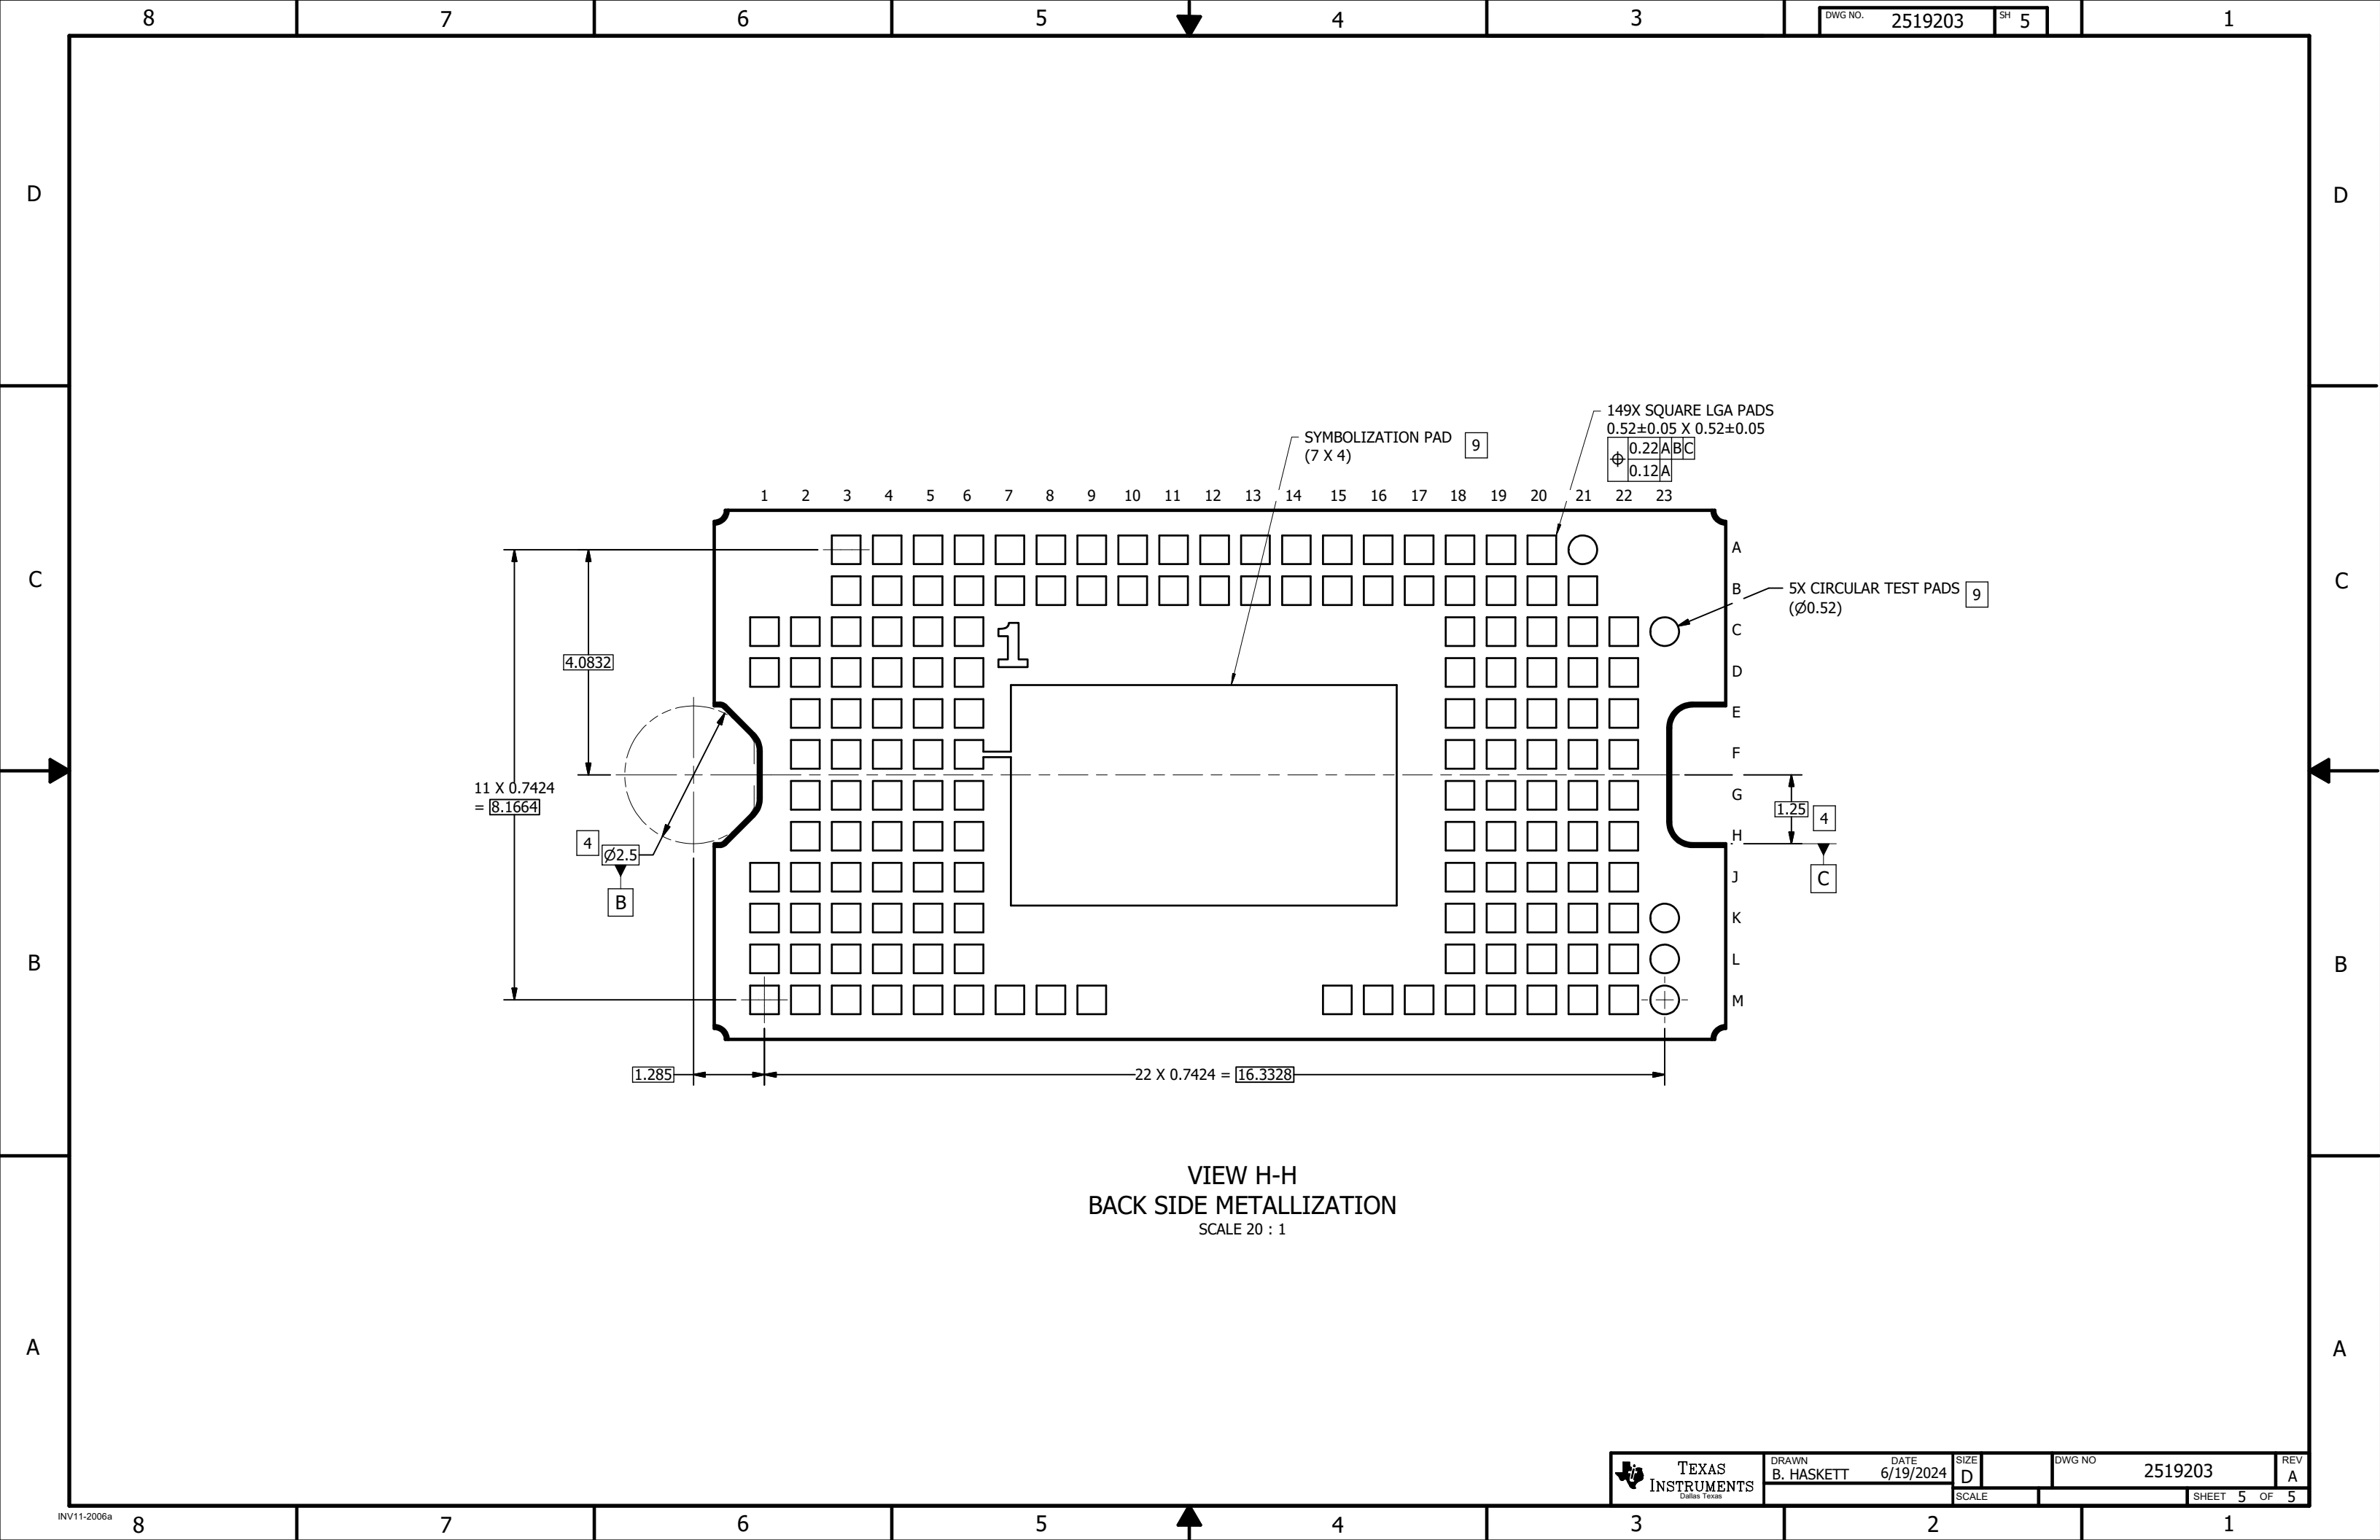 8 7 6 5 4 3 DWG NO. 2519203 SH 5 1
D D
149X SQUARE LGA PADS
0.52±0.05 X 0.52±0.05
⌖ 0.22 A B C
0.12 A
SYMBOLIZATION PAD 9
(7 X 4)
1 2 3 4 5 6 7 8 9 10 11 12 13 14 15 16 17 18 19 20 21 22 23
A
C C
B
5X CIRCULAR TEST PADS 9
(Ø0.52)
C
1
4.0832
D
E
F
11 X 0.7424
= 8.1664
G
1.25 4
H
4
Ø2.5
J
C
B
K
B B
L
M
1.285
22 X 0.7424 = 16.3328
VIEW H-H
BACK SIDE METALLIZATION
SCALE 20 : 1
A A
TEXAS
INSTRUMENTS
Dallas Texas
DRAWN
B. HASKETT
DATE
6/19/2024
SIZE
D
DWG NO
2519203
REV
A
SCALE
SHEET 5 OF 5
INV11-2006a
8 7 6 5 4 3 2 1